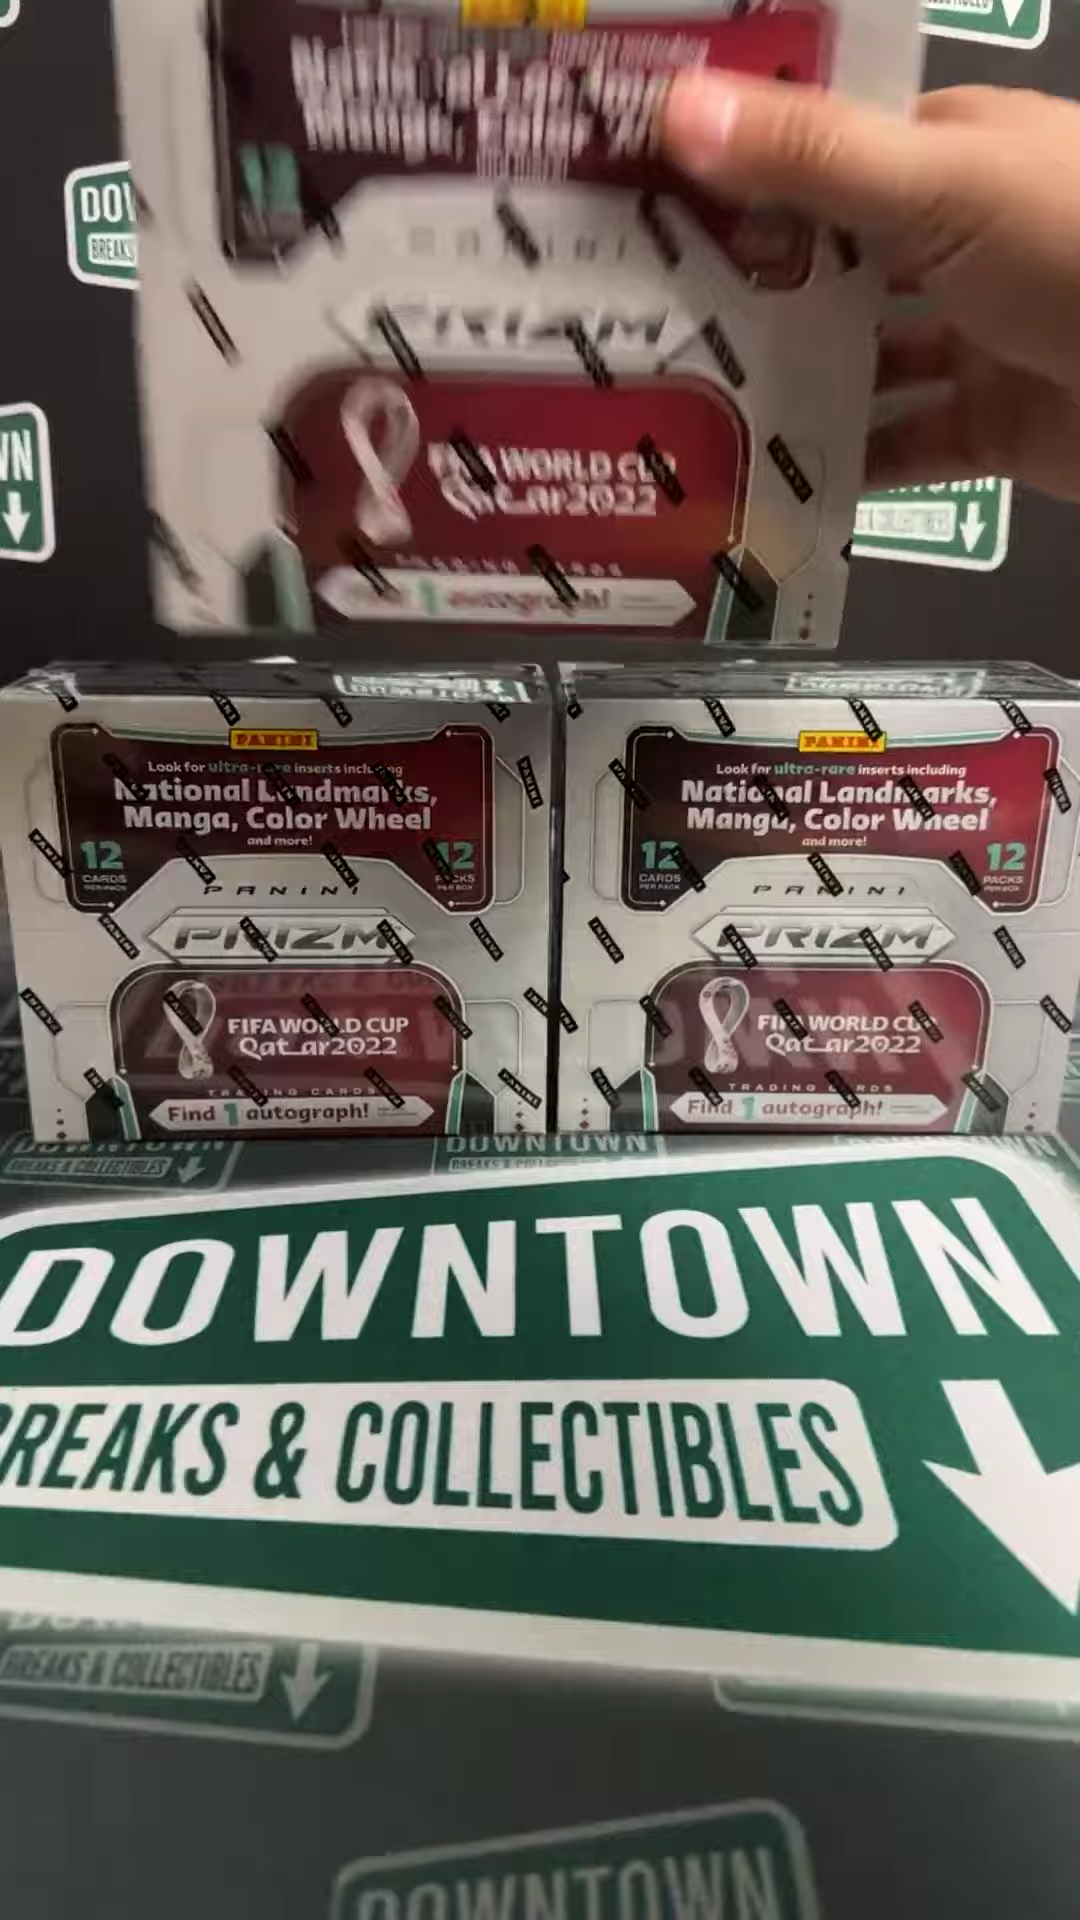 PRIZM
FIFA WORLD CUP
Qatar2022
autograph!
PANINI
Look for ultra-rare inserts including
National Landmarks,
Manga, Color Wheel
and more!
12
CARDS
PER PACK
12
PACKS
PER BOX
PANINI
PRIZM
FIFA WORLD CUP
Qatar2022
TRADING CARDS
Find 1 autograph!
PANINI
Look for ultra-rare inserts including
National Landmarks,
Manga, Color Wheel
and more!
12
CARDS
PER PACK
12
PACKS
PER BOX
PANINI
PRIZM
FIFA WORLD CUP
Qatar2022
TRADING CARDS
Find 1 autograph!
DOWNTOWN
BREAKS & COLLECTIBLES
DOWNTOWN
BREAKS & COLLECTIBLES
BREAKS & COLLECTIBLES
DOWNTOWN